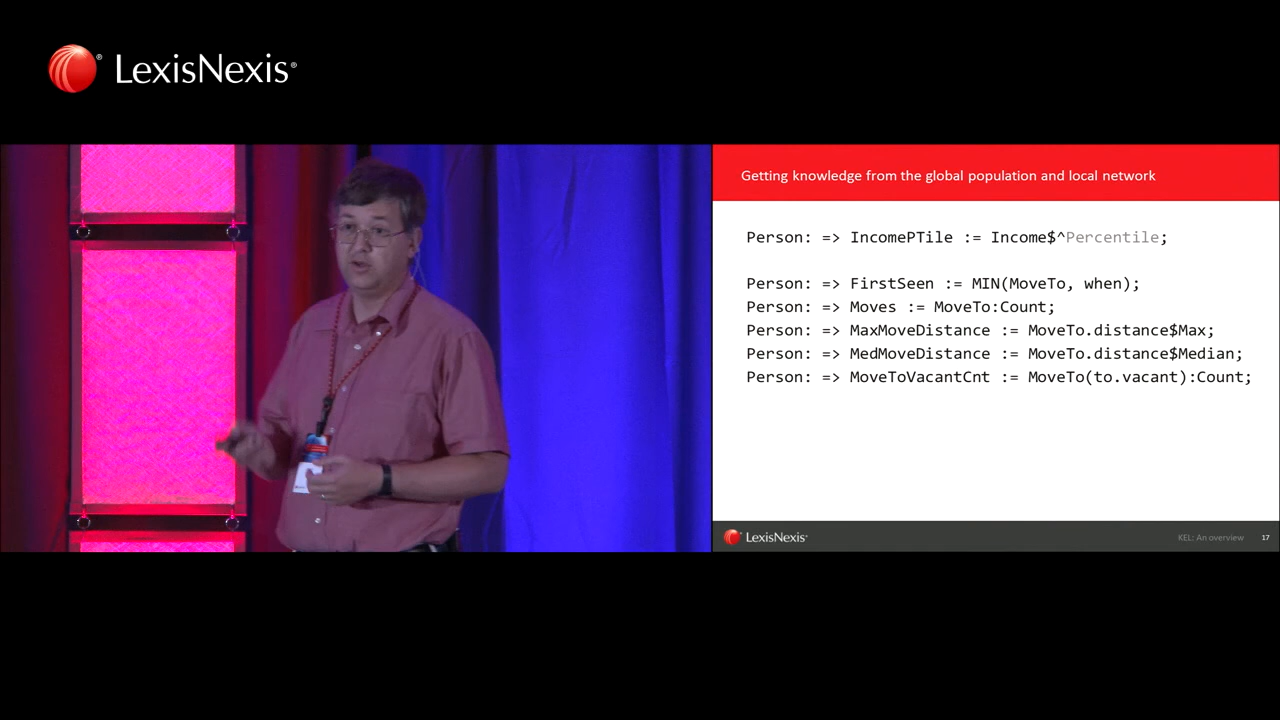 LexisNexis®
Getting knowledge from the global population and local network
Person: => IncomePTile := Income$^Percentile;
Person: => FirstSeen := MIN(MoveTo, when);
Person: => Moves := MoveTo:Count;
Person: => MaxMoveDistance := MoveTo.distance$Max;
Person: => MedMoveDistance := MoveTo.distance$Median;
Person: => MoveToVacantCnt := MoveTo(to.vacant):Count;
LexisNexis®
KEL: An overview
17